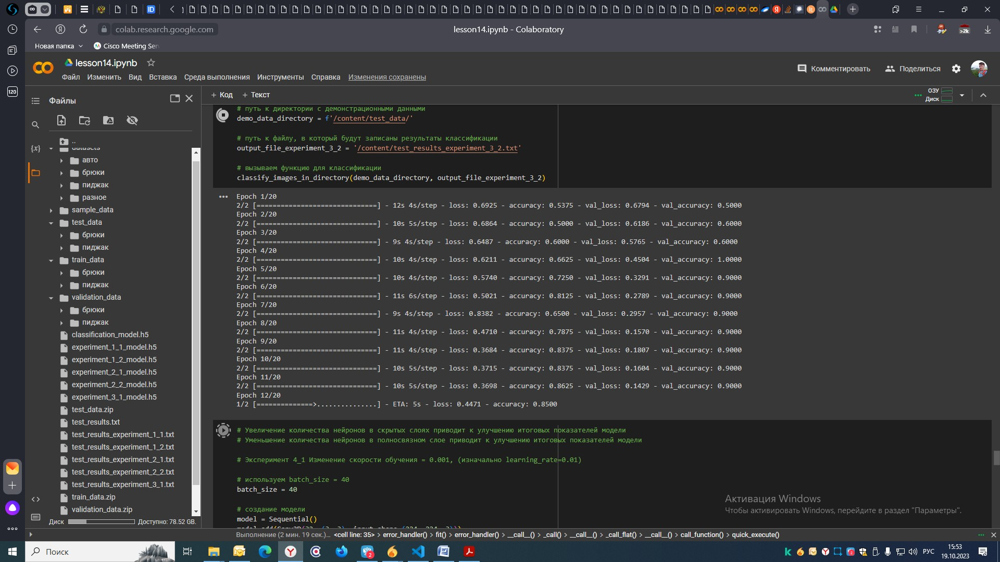 colab.research.google.com
lesson14.ipynb - Colaboratory
>2k
120
Новая папка
Cisco Meeting Ser
lesson14.ipynb
Файл Изменить Вид Вставка Среда выполнения Инструменты Справка Изменения сохранены
Комментировать
Поделиться
Файлы
+ Код + Текст
ОЗУ
Диск
..
datasets
авто
брюки
пиджак
разное
sample_data
test_data
брюки
пиджак
train_data
брюки
пиджак
validation_data
брюки
пиджак
classification_model.h5
experiment_1_1_model.h5
experiment_1_2_model.h5
experiment_2_1_model.h5
experiment_2_2_model.h5
experiment_3_1_model.h5
test_data.zip
test_results.txt
test_results_experiment_1_1.txt
test_results_experiment_1_2.txt
test_results_experiment_2_1.txt
test_results_experiment_2_2.txt
test_results_experiment_3_1.txt
train_data.zip
validation_data.zip
Диск Доступно: 78.52 GB.
# путь к директории с демонстрационными данными
demo_data_directory = f'/content/test_data/'
# путь к файлу, в который будут записаны результаты классификации
output_file_experiment_3_2 = '/content/test_results_experiment_3_2.txt'
# вызываем функцию для классификации
classify_images_in_directory(demo_data_directory, output_file_experiment_3_2)
Epoch 1/20
2/2 [==============================] - 12s 4s/step - loss: 0.6925 - accuracy: 0.5375 - val_loss: 0.6794 - val_accuracy: 0.5000
Epoch 2/20
2/2 [==============================] - 10s 5s/step - loss: 0.6864 - accuracy: 0.5000 - val_loss: 0.6186 - val_accuracy: 0.6000
Epoch 3/20
2/2 [==============================] - 9s 4s/step - loss: 0.6487 - accuracy: 0.6000 - val_loss: 0.5765 - val_accuracy: 0.6000
Epoch 4/20
2/2 [==============================] - 10s 4s/step - loss: 0.6211 - accuracy: 0.6625 - val_loss: 0.4504 - val_accuracy: 1.0000
Epoch 5/20
2/2 [==============================] - 10s 4s/step - loss: 0.5740 - accuracy: 0.7250 - val_loss: 0.3291 - val_accuracy: 0.9000
Epoch 6/20
2/2 [==============================] - 11s 6s/step - loss: 0.5021 - accuracy: 0.8125 - val_loss: 0.2789 - val_accuracy: 0.9000
Epoch 7/20
2/2 [==============================] - 9s 4s/step - loss: 0.8382 - accuracy: 0.6500 - val_loss: 0.2957 - val_accuracy: 0.9000
Epoch 8/20
2/2 [==============================] - 11s 4s/step - loss: 0.4710 - accuracy: 0.7875 - val_loss: 0.1570 - val_accuracy: 0.9000
Epoch 9/20
2/2 [==============================] - 11s 4s/step - loss: 0.3684 - accuracy: 0.8375 - val_loss: 0.1807 - val_accuracy: 0.9000
Epoch 10/20
2/2 [==============================] - 10s 5s/step - loss: 0.3715 - accuracy: 0.8375 - val_loss: 0.1604 - val_accuracy: 0.9000
Epoch 11/20
2/2 [==============================] - 10s 5s/step - loss: 0.3698 - accuracy: 0.8625 - val_loss: 0.1429 - val_accuracy: 0.9000
Epoch 12/20
1/2 [==============>...............] - ETA: 5s - loss: 0.4471 - accuracy: 0.8500
# Увеличение количества нейронов в скрытых слоях приводит к улучшению итоговых показателей модели
# Уменьшение количества нейронов в полносвязном слое приводит к улучшению итоговых показателей модели
# Эксперимент 4_1 Изменение скорости обучения = 0.001, (изначально learning_rate=0.01)
# используем batch_size = 40
batch_size = 40
# создание модели
model = Sequential()
Активация Windows
Чтобы активировать Windows, перейдите в раздел "Параметры".
Выполнение (2 мин. 19 сек.)... <cell line: 35> > error_handler() > fit() > error_handler() > __call__() > _call() > __call__() > _call_flat() > __call__() > call_function() > quick_execute()
Поиск
РУС
15:53
19.10.2023